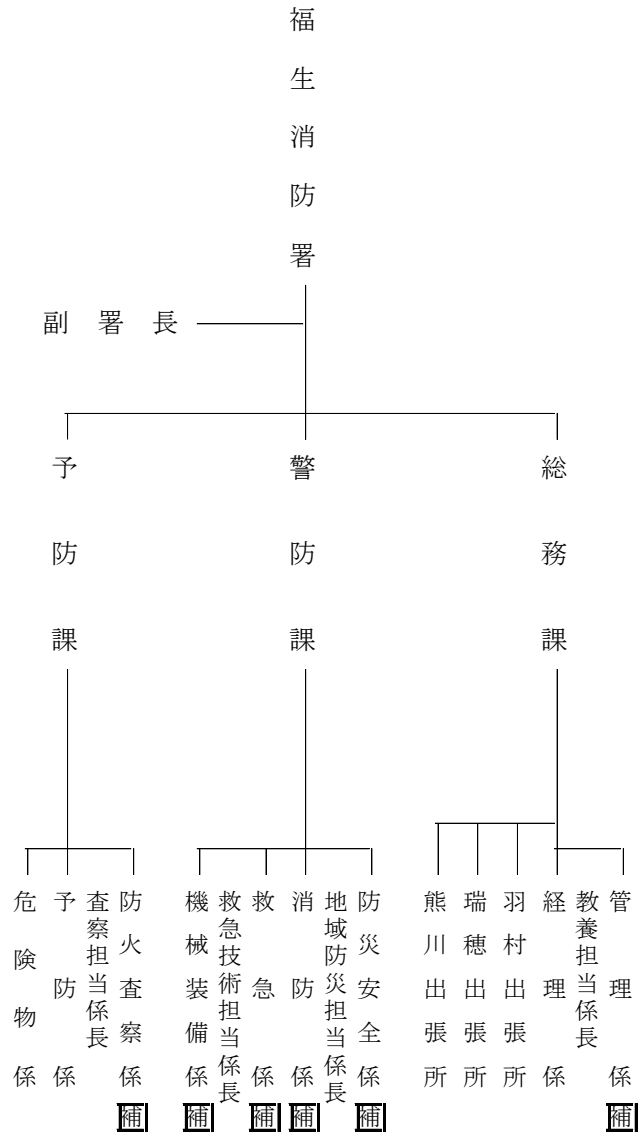 福生消防署
副署長
総務課
警防課
予防課
管理係 補
教養担当係長
経理係
羽村出張所
瑞穂出張所
熊川出張所
防災安全係 補
地域防災担当係長
消防係 補
救急係 補
救急技術担当係長
機械装備係 補
防火査察係 補
査察担当係長
予防係
危険物係